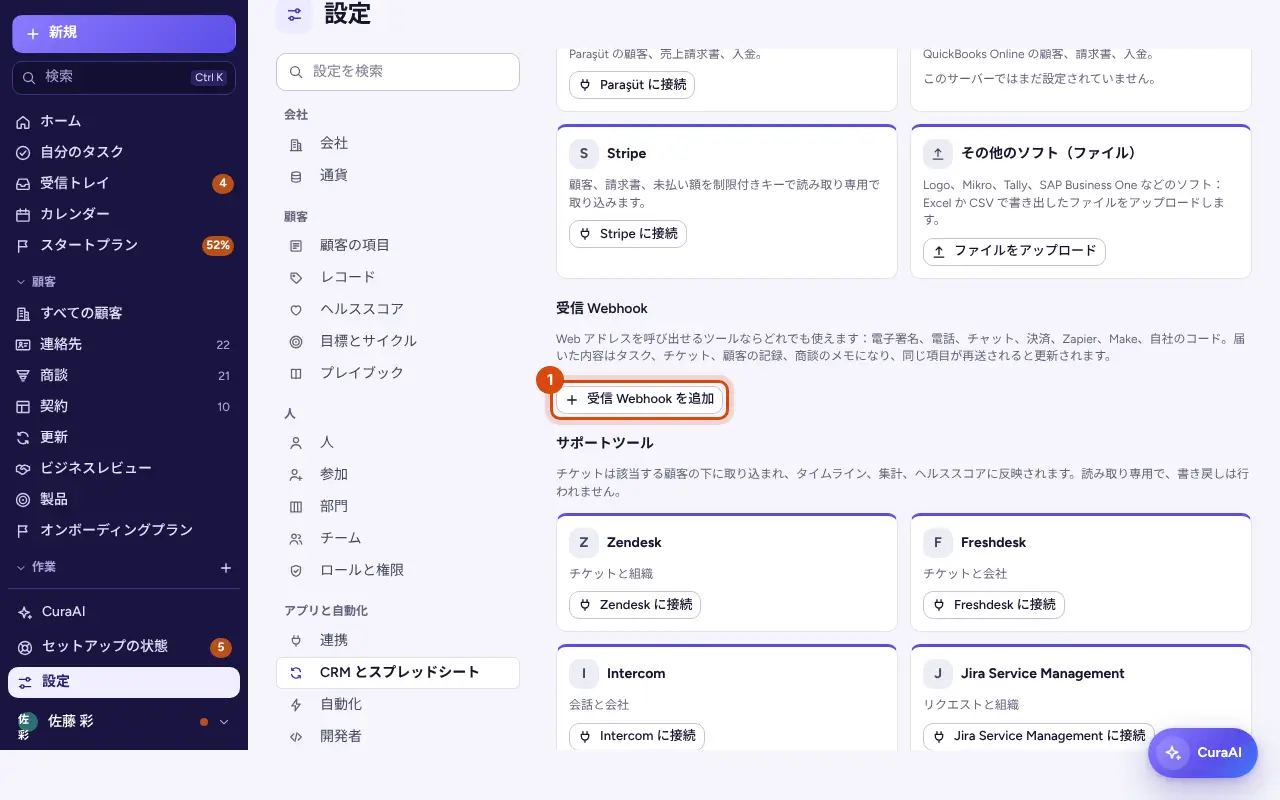 新規
検索
Ctrl K
ホーム
自分のタスク
受信トレイ
4
カレンダー
スタートプラン
52%
顧客
すべての顧客
連絡先
22
商談
21
契約
10
更新
ビジネスレビュー
製品
オンボーディングプラン
作業
CuraAI
セットアップの状態
5
設定
佐藤 彩
佐藤 彩
設定
設定を検索
会社
会社
通貨
顧客
顧客の項目
レコード
ヘルススコア
目標とサイクル
プレイブック
人
人
参加
部門
チーム
ロールと権限
アプリと自動化
連携
CRM とスプレッドシート
自動化
開発者
Paraşüt の顧客、売上請求書、入金。
Paraşüt に接続
QuickBooks Online の顧客、請求書、入金。
このサーバーではまだ設定されていません。
S
Stripe
顧客、請求書、未払い額を制限付きキーで読み取り専用で
取り込みます。
Stripe に接続
その他のソフト（ファイル）
Logo、Mikro、Tally、SAP Business One などのソフト：
Excel か CSV で書き出したファイルをアップロードしま
す。
ファイルをアップロード
受信 Webhook
Web アドレスを呼び出せるツールならどれでも使えます：電子署名、電話、チャット、決済、Zapier、Make、自社のコード。届
いた内容はタスク、チケット、顧客の記録、商談のメモになり、同じ項目が再送されると更新されます。
1
受信 Webhook を追加
サポートツール
チケットは該当する顧客の下に取り込まれ、タイムライン、集計、ヘルススコアに反映されます。読み取り専用で、書き戻しは行
われません。
Z
Zendesk
チケットと組織
Zendesk に接続
F
Freshdesk
チケットと会社
Freshdesk に接続
I
Intercom
会話と会社
Intercom に接続
J
Jira Service Management
リクエストと組織
Jira Service Management に接続
CuraAI